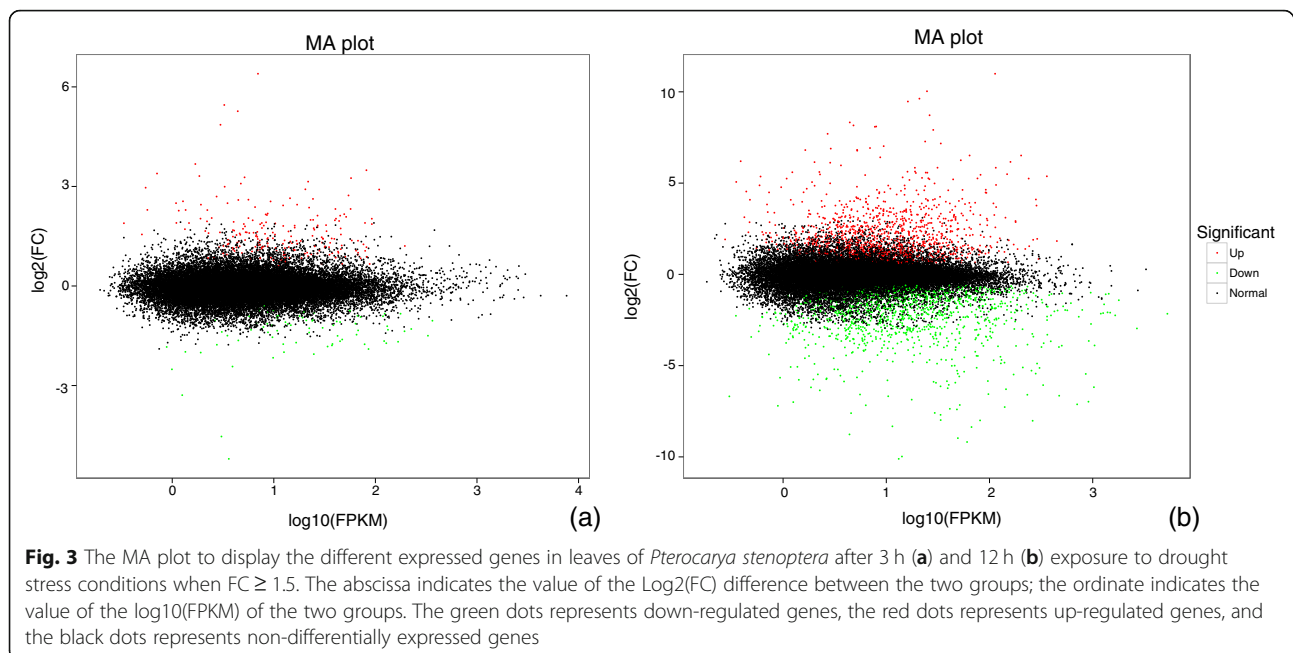 MA plot
6
3
0
-3
log2(FC)
0
1
2
3
4
log10(FPKM)
(a)
MA plot
10
5
0
-5
-10
log2(FC)
0
1
2
3
log10(FPKM)
(b)
Significant
Up
Down
Normal
Fig. 3 The MA plot to display the different expressed genes in leaves of Pterocarya stenoptera after 3 h (a) and 12 h (b) exposure to drought
stress conditions when FC ≥ 1.5. The abscissa indicates the value of the Log2(FC) difference between the two groups; the ordinate indicates the
value of the log10(FPKM) of the two groups. The green dots represents down-regulated genes, the red dots represents up-regulated genes, and
the black dots represents non-differentially expressed genes